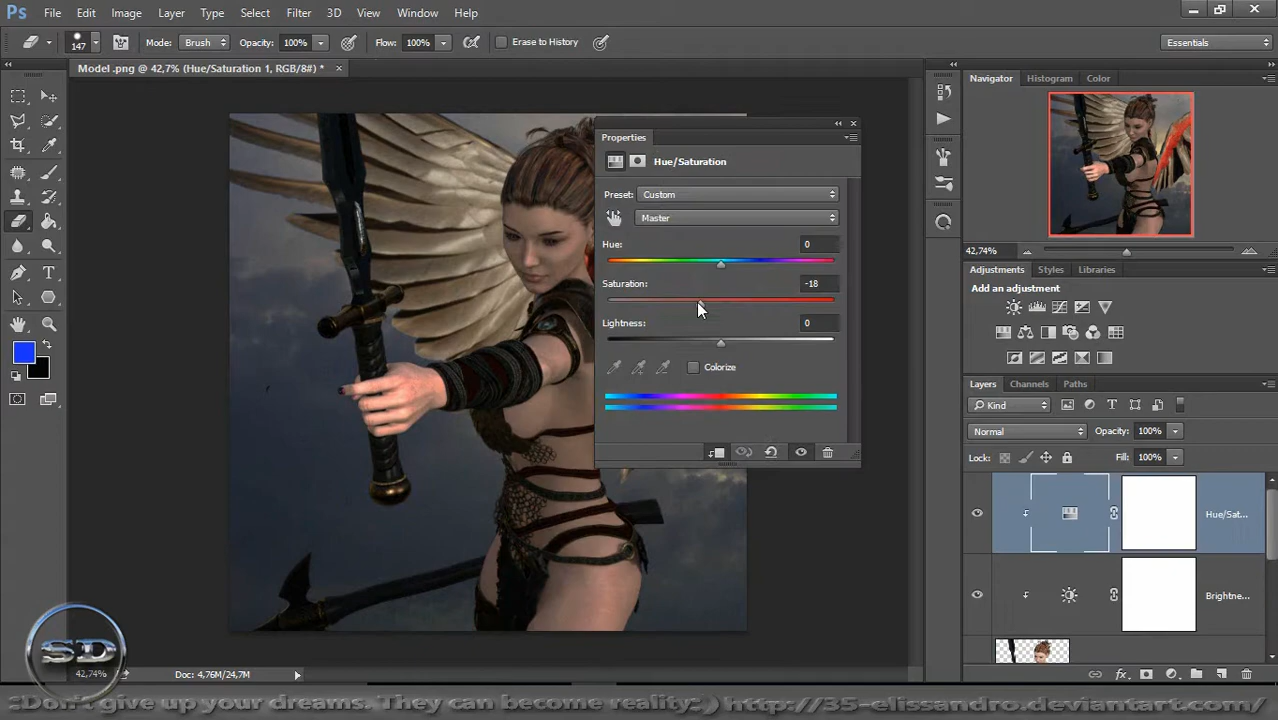 Ps File Edit Image Layer Type Select Filter 3D View Window Help
147 Mode: Brush Opacity: 100% Flow: 100% Erase to History Essentials
Model .png @ 42,7% (Hue/Saturation 1, RGB/8#) * ×
Navigator Histogram Color
Properties
Hue/Saturation
Preset: Custom
Master
Hue: 0
Saturation: -18
Lightness: 0
Colorize
42,74%
Adjustments Styles Libraries
Add an adjustment
Layers Channels Paths
Kind
Normal Opacity: 100%
Lock: Fill: 100%
Hue/Sat...
Brightne...
SD
42,74% Doc: 4,76M/24,7M
sDon't give up your dreams. They can become reality;) http://35-elissandro.deviantart.com/